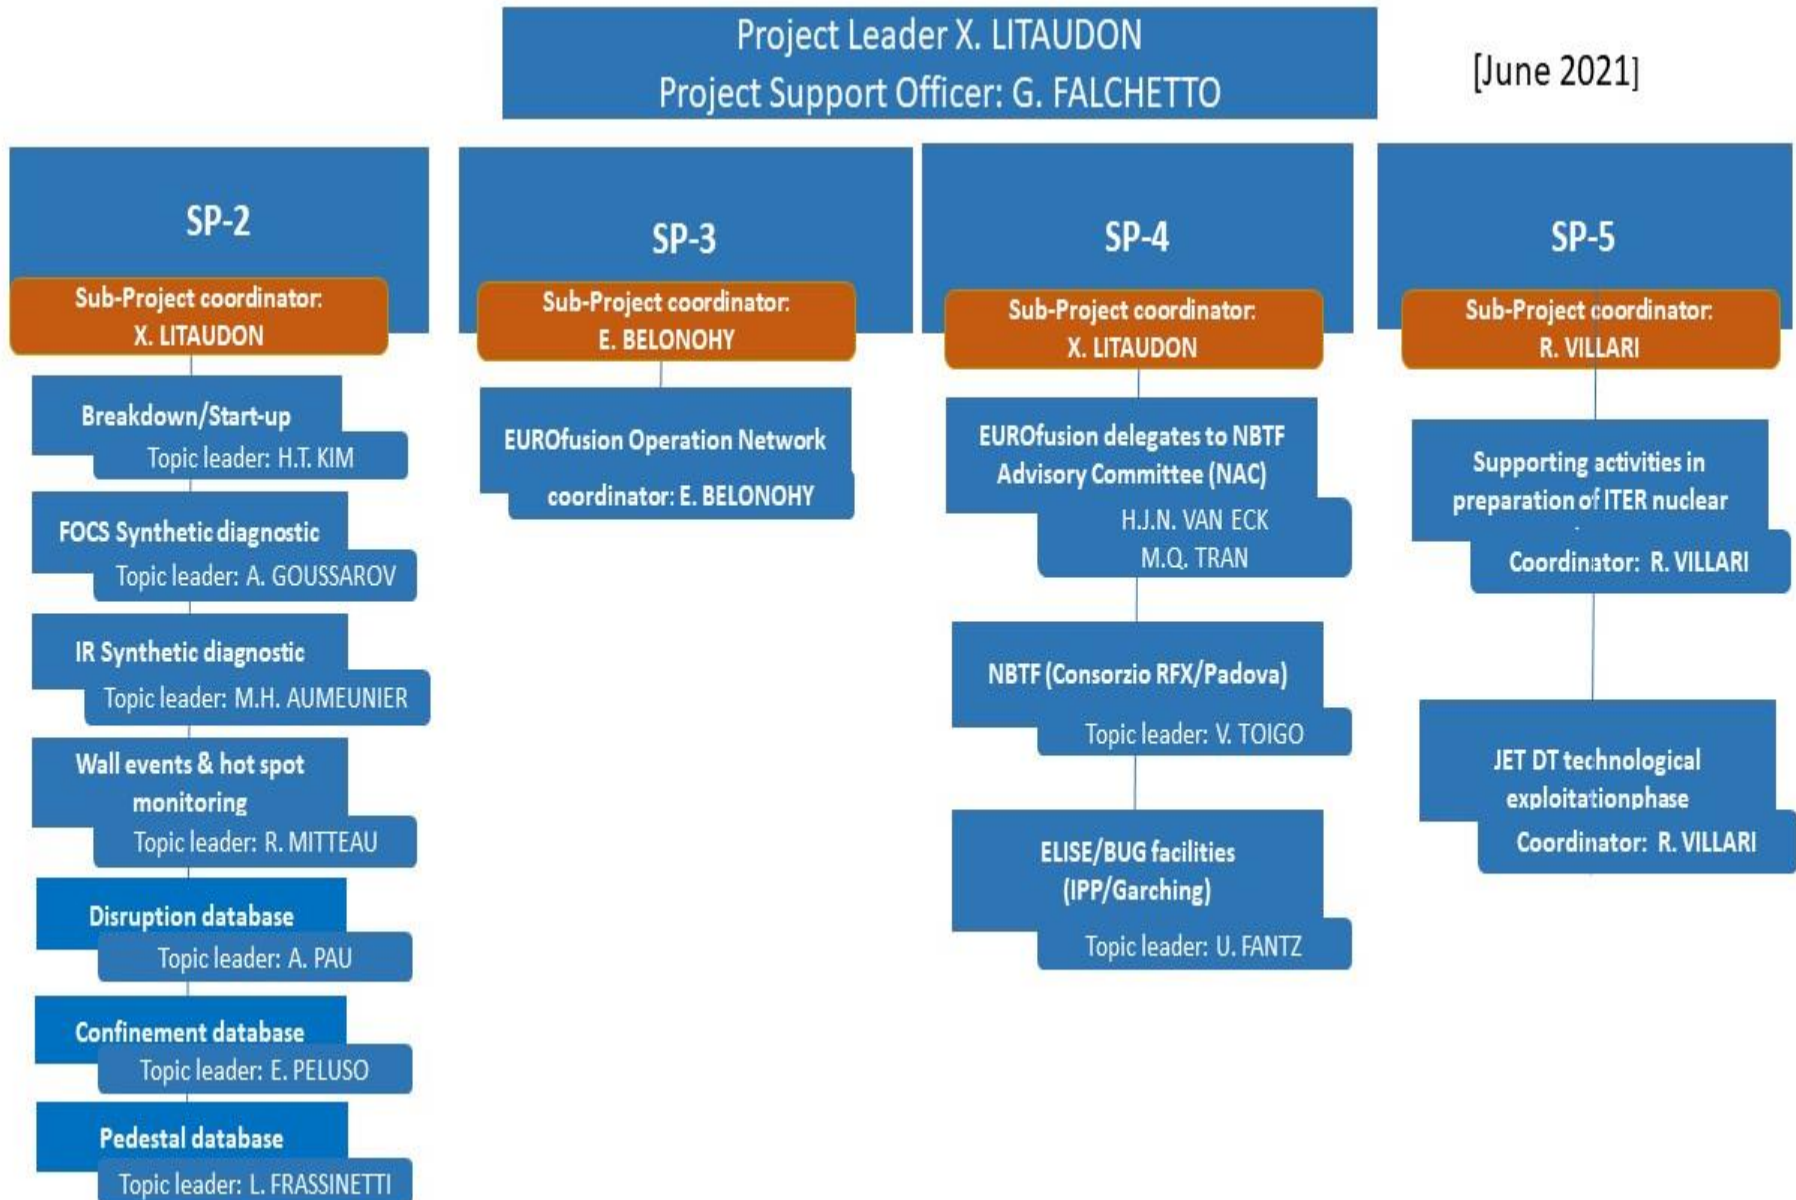 Project Leader X. LITAUDON
Project Support Officer: G. FALCHETTO
[June 2021]
SP-2
Sub-Project coordinator:
X. LITAUDON
Breakdown/Start-up
Topic leader: H.T. KIM
FOCS Synthetic diagnostic
Topic leader: A. GOUSSAROV
IR Synthetic diagnostic
Topic leader: M.H. AUMEUNIER
Wall events & hot spot
monitoring
Topic leader: R. MITTEAU
Disruption database
Topic leader: A. PAU
Confinement database
Topic leader: E. PELUSO
Pedestal database
Topic leader: L. FRASSINETTI
SP-3
Sub-Project coordinator:
E. BELONOHY
EUROfusion Operation Network
coordinator: E. BELONOHY
SP-4
Sub-Project coordinator:
X. LITAUDON
EUROfusion delegates to NBTF
Advisory Committee (NAC)
H.J.N. VAN ECK
M.Q. TRAN
NBTF (Consorzio RFX/Padova)
Topic leader: V. TOIGO
ELISE/BUG facilities
(IPP/Garching)
Topic leader: U. FANTZ
SP-5
Sub-Project coordinator:
R. VILLARI
Supporting activities in
preparation of ITER nuclear
Coordinator: R. VILLARI
JET DT technological
exploitationphase
Coordinator: R. VILLARI